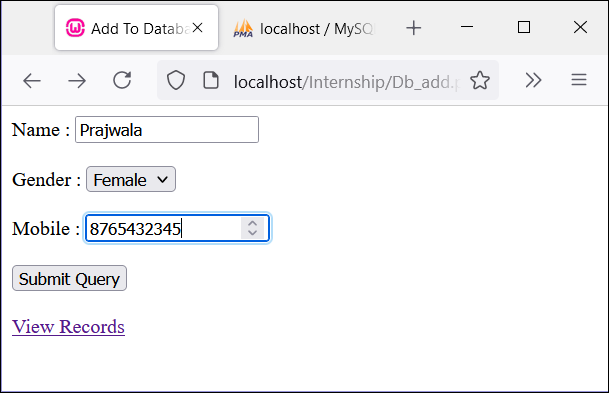 Add To Databa
PMA localhost / MySQ
localhost/Internship/Db_add.p
Name : Prajwala
Gender : Female
Mobile : 8765432345
Submit Query
View Records